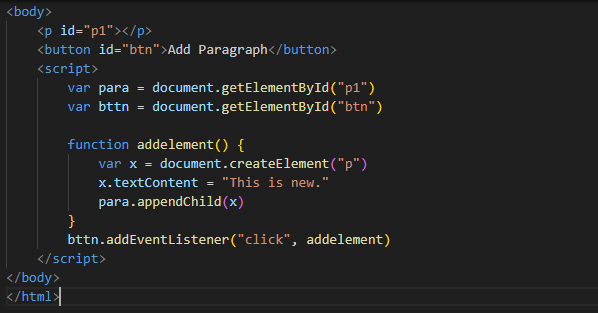 <body>
    <p id="p1"></p>
    <button id="btn">Add Paragraph</button>
    <script>
        var para = document.getElementById("p1")
        var bttn = document.getElementById("btn")

        function addelement() {
            var x = document.createElement("p")
            x.textContent = "This is new."
            para.appendChild(x)
        }
        bttn.addEventListener("click", addelement)
    </script>
</body>
</html>